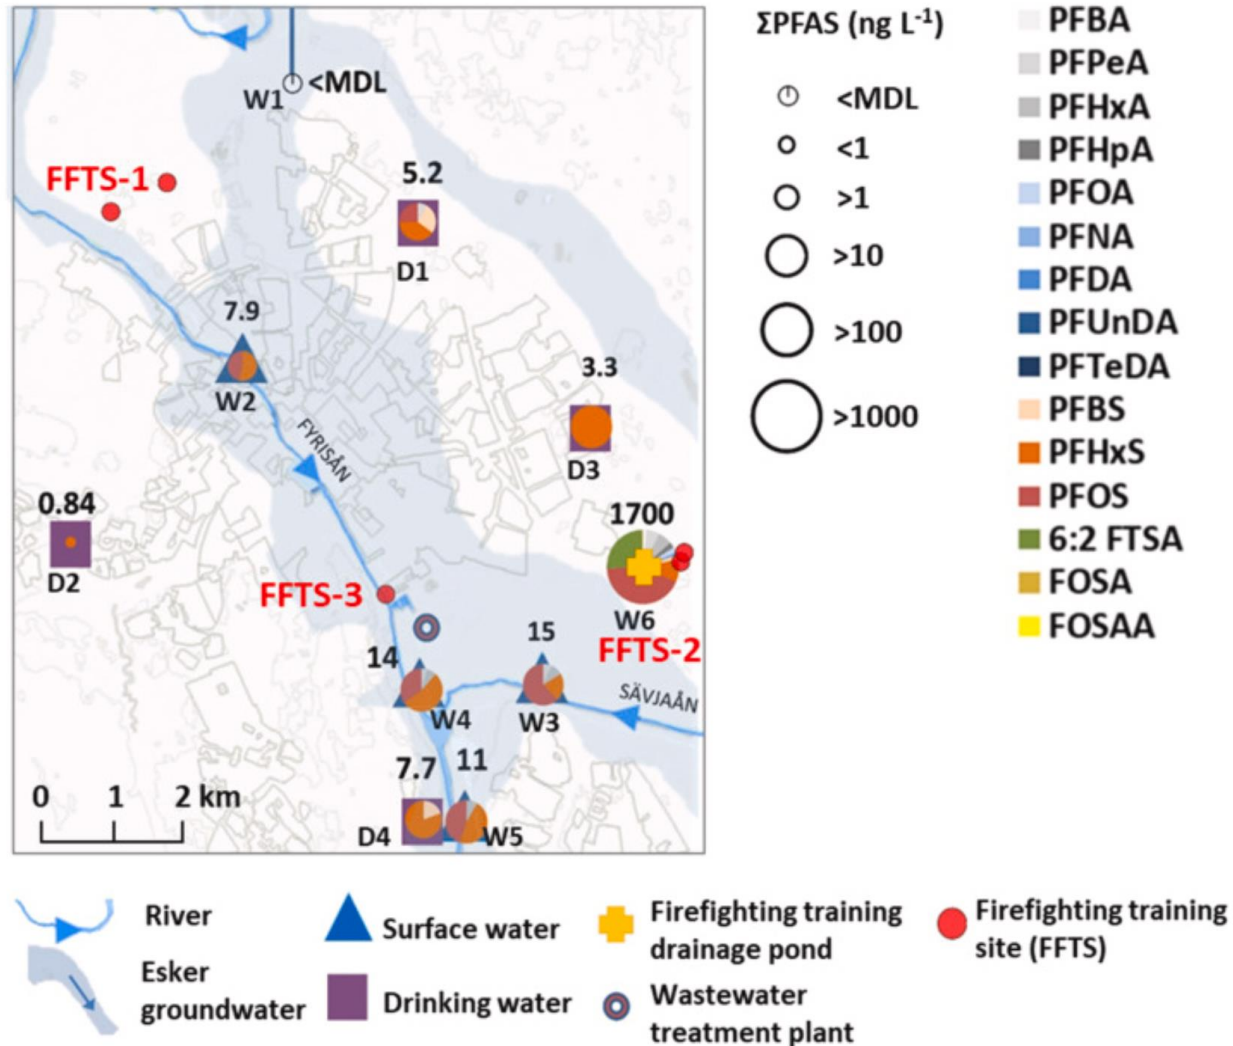 W1
<MDL
FFTS-1
5.2
D1
7.9
W2
FYRISÅN
3.3
D3
0.84
D2
1700
W6
FFTS-2
FFTS-3
14
W4
15
W3
SÄVJAÅN
7.7
D4
11
W5
0 1 2 km
ΣPFAS (ng L⁻¹)
<MDL
<1
>1
>10
>100
>1000
PFBA
PFPeA
PFHxA
PFHpA
PFOA
PFNA
PFDA
PFUnDA
PFTeDA
PFBS
PFHxS
PFOS
6:2 FTSA
FOSA
FOSAA
River
Esker
groundwater
Surface water
Drinking water
Firefighting training
drainage pond
Wastewater
treatment plant
Firefighting training
site (FFTS)